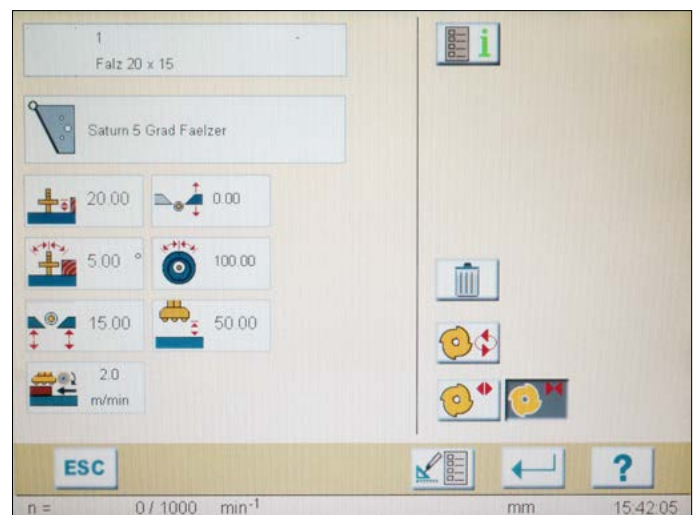 1 -
Falz 20 x 15
i
Saturn 5 Grad Faelzer
20.00 0.00
5.00 ° 100.00
15.00 50.00
2.0
m/min
ESC ?
n = 0 / 1000 min-1 mm 15:42:05